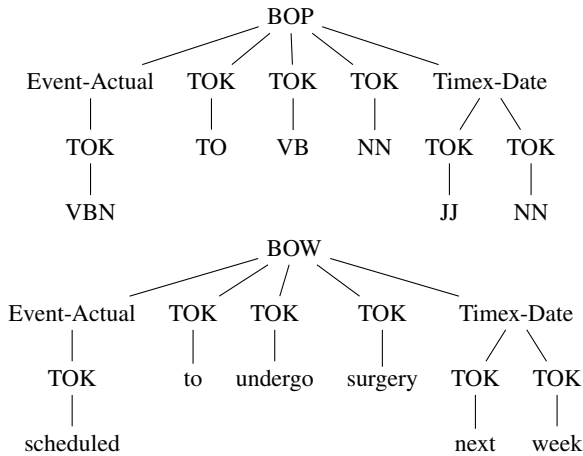 BOP
Event-Actual TOK TOK TOK Timex-Date
TOK TO VB NN TOK TOK
VBN JJ NN
BOW
Event-Actual TOK TOK TOK Timex-Date
TOK to undergo surgery TOK TOK
scheduled next week